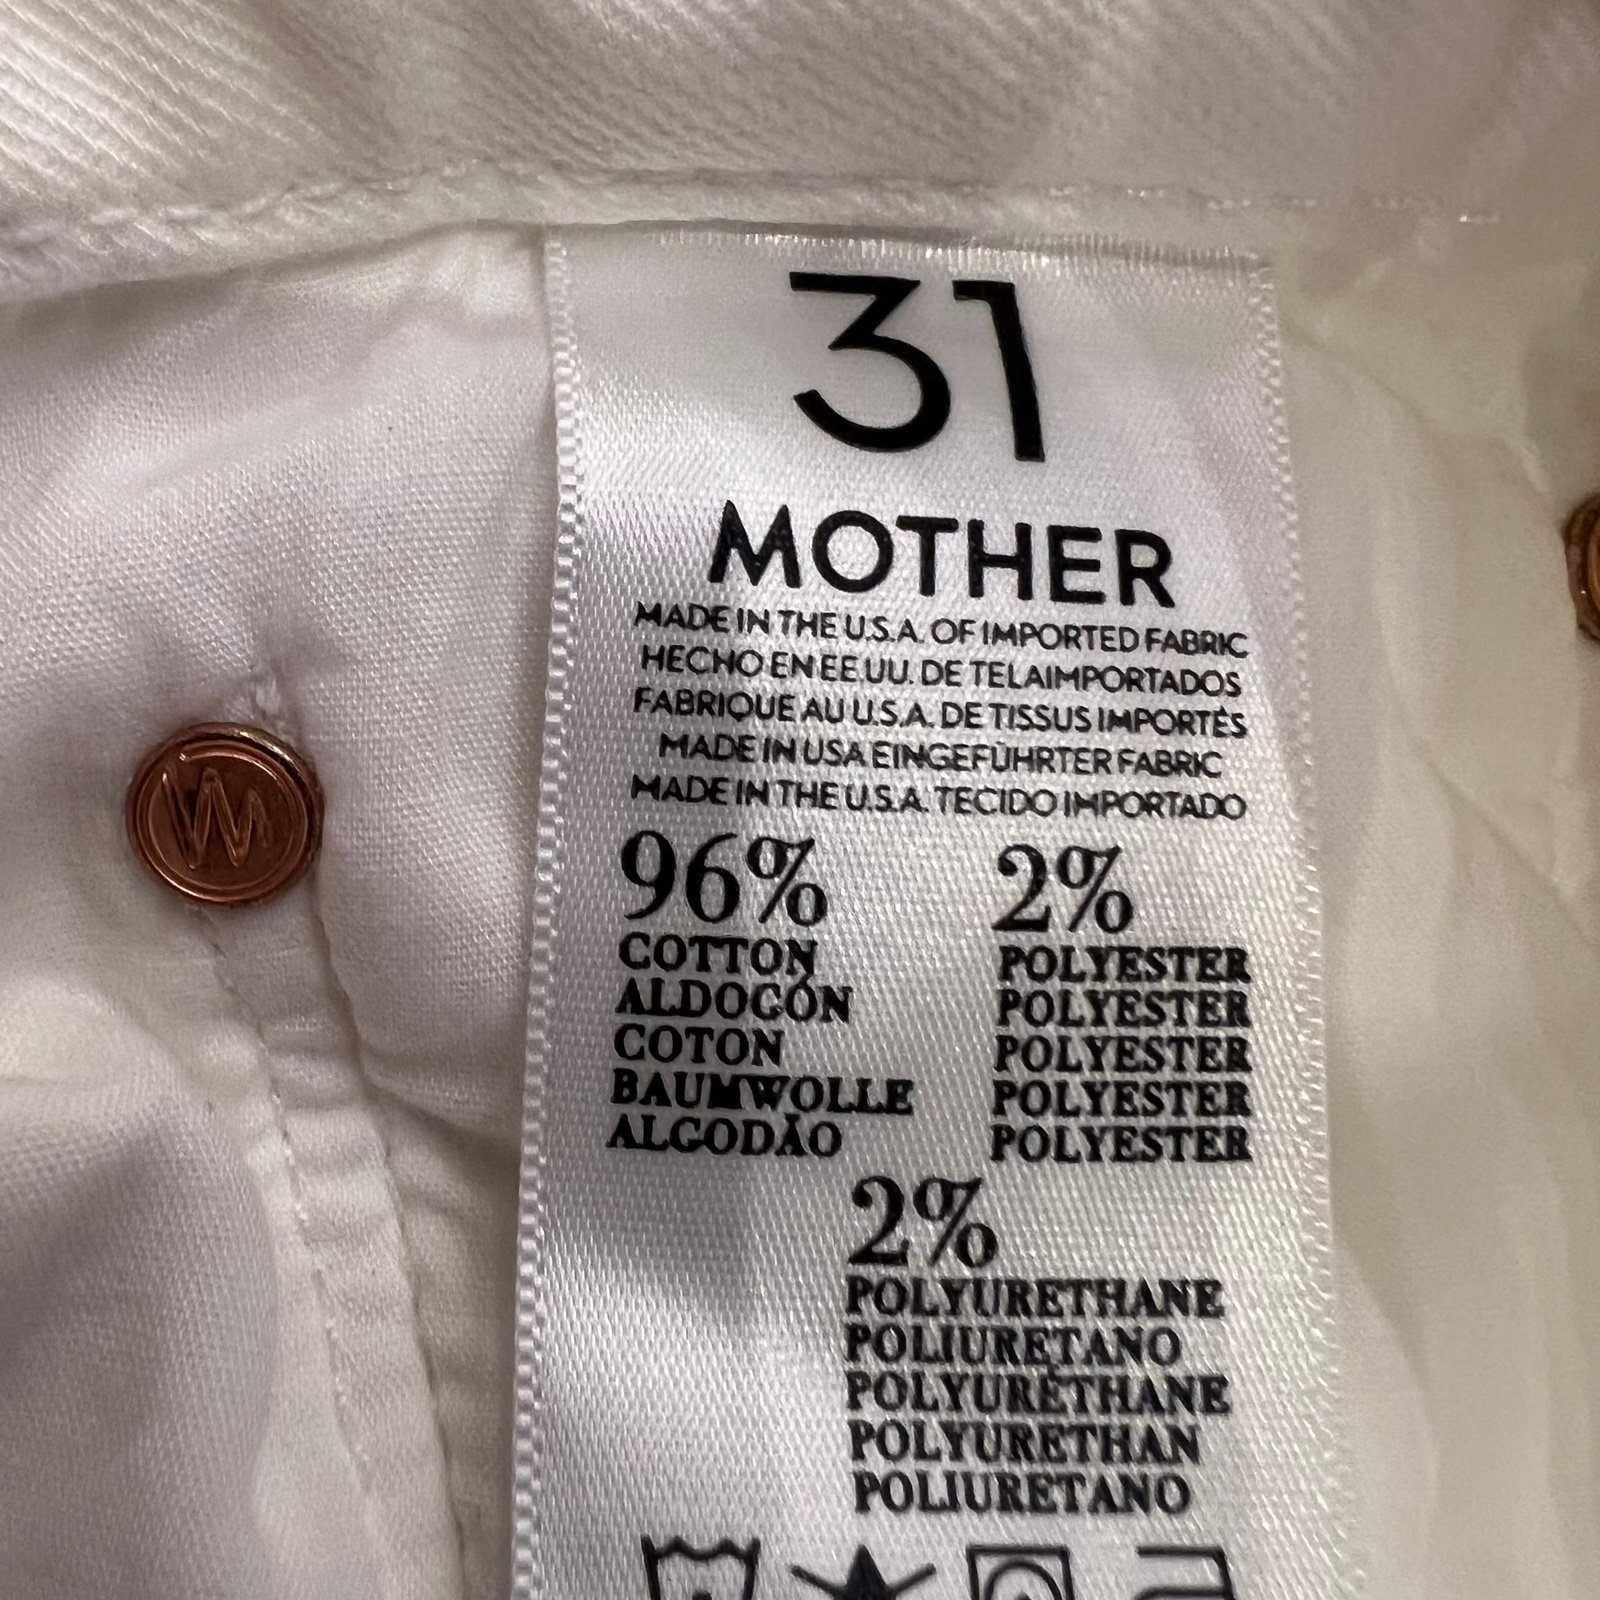 31
MOTHER
MADE IN THE U.S.A. OF IMPORTED FABRIC
HECHO EN EE.UU. DE TELA IMPORTADOS
FABRIQUE AU U.S.A. DE TISSUS IMPORTÉS
MADE IN USA EINGEFÜHRTER FABRIC
MADE IN THE U.S.A. TECIDO IMPORTADO
96%
COTTON
ALDOGÓN
COTON
BAUMWOLLE
ALGODÃO
2%
POLYESTER
POLYESTER
POLYESTER
POLYESTER
POLYESTER
2%
POLYURETHANE
POLIURETANO
POLYURÉTHANE
POLYURETHAN
POLIURETANO